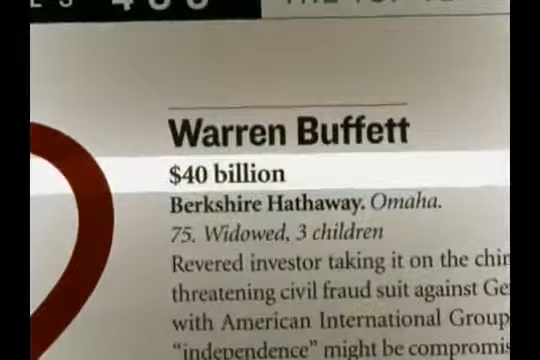 400
Warren Buffett
$40 billion
Berkshire Hathaway. Omaha.
75. Widowed, 3 children
Revered investor taking it on the
threatening civil fraud suit against
with American International Group
"independence" might be